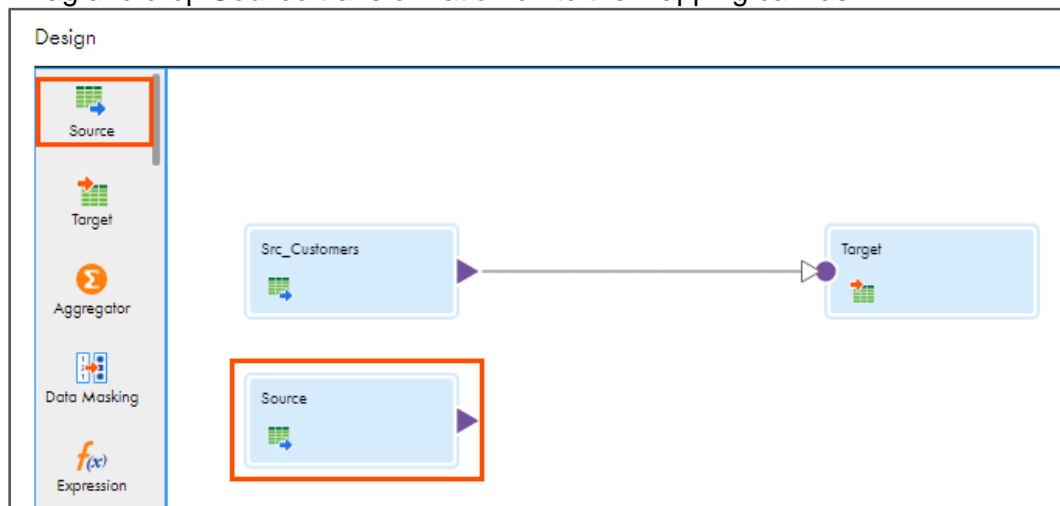 Design
Source
Target
Aggregator
Data Masking
f(x)
Expression
Src_Customers
Target
Source